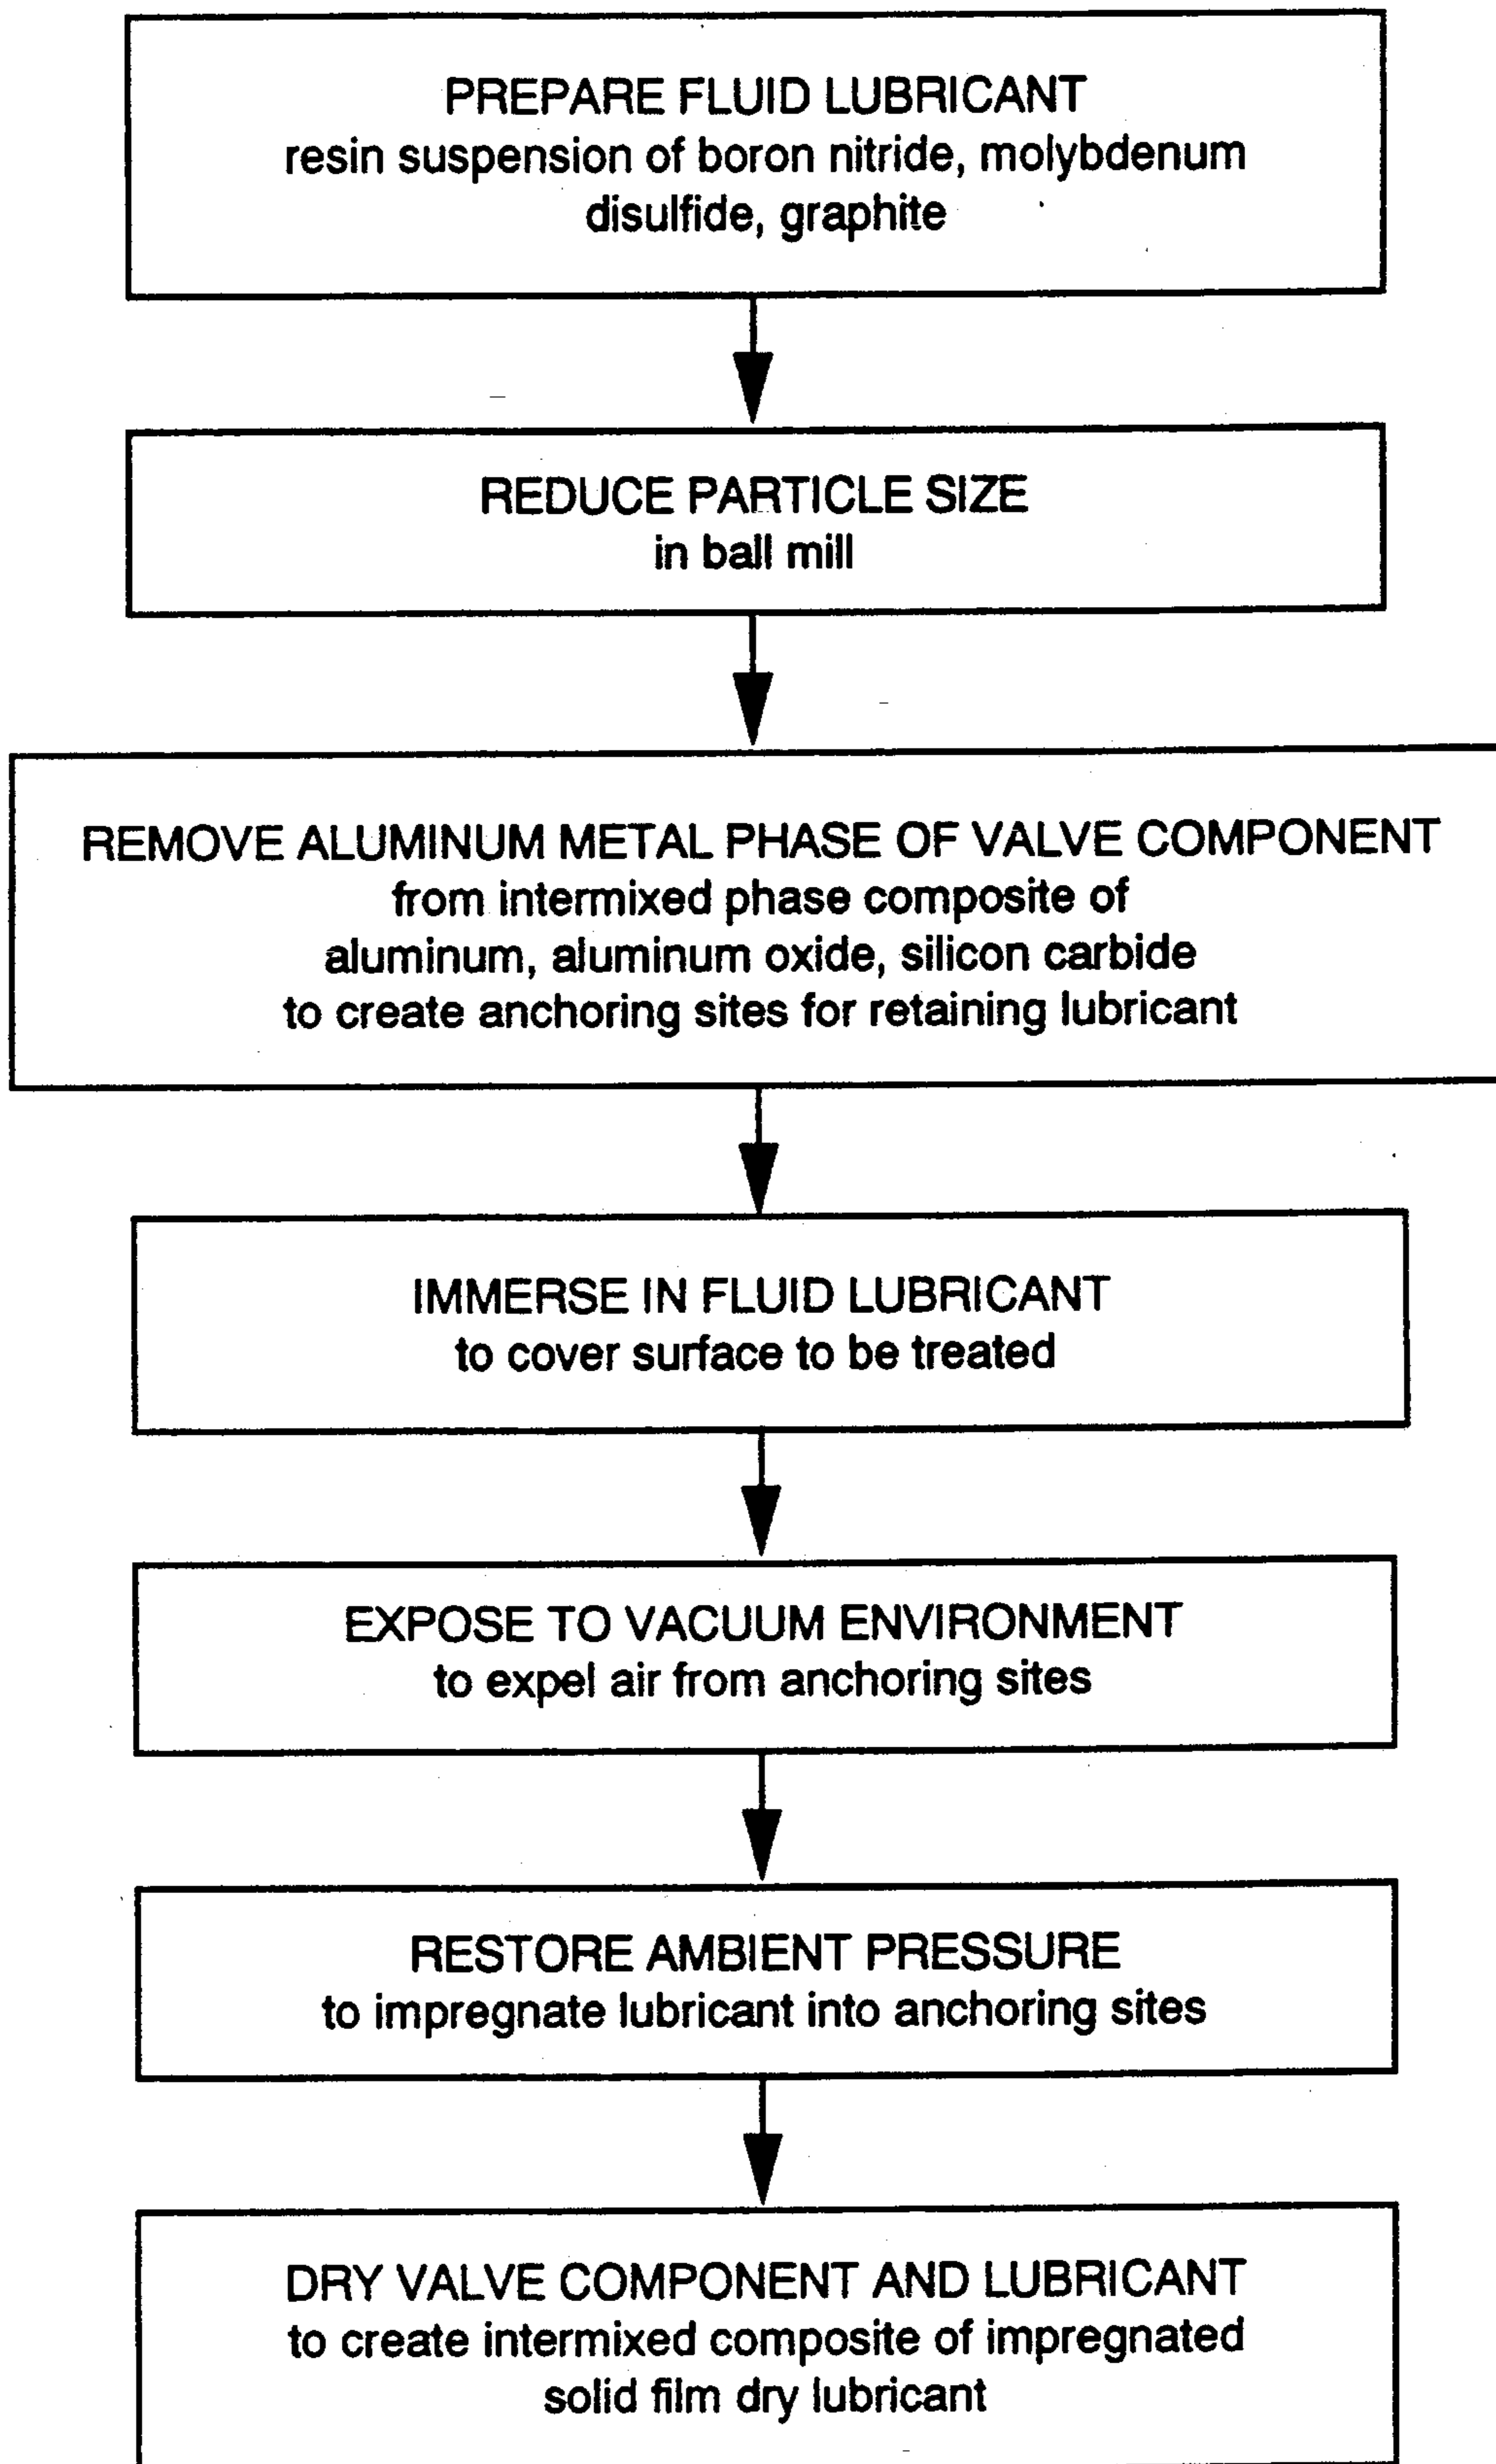 PREPARE FLUID LUBRICANT
resin suspension of boron nitride, molybdenum
disulfide, graphite
REDUCE PARTICLE SIZE
in ball mill
REMOVE ALUMINUM METAL PHASE OF VALVE COMPONENT
from intermixed phase composite of
aluminum, aluminum oxide, silicon carbide
to create anchoring sites for retaining lubricant
IMMERSE IN FLUID LUBRICANT
to cover surface to be treated
EXPOSE TO VACUUM ENVIRONMENT
to expel air from anchoring sites
RESTORE AMBIENT PRESSURE
to impregnate lubricant into anchoring sites
DRY VALVE COMPONENT AND LUBRICANT
to create intermixed composite of impregnated
solid film dry lubricant